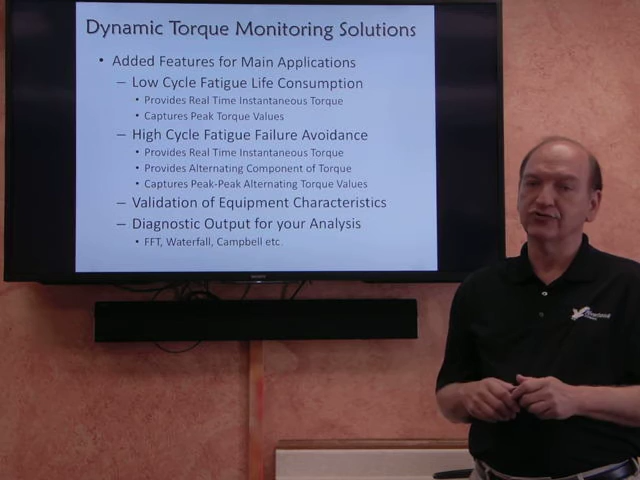 Dynamic Torque Monitoring Solutions
• Added Features for Main Applications
– Low Cycle Fatigue Life Consumption
• Provides Real Time Instantaneous Torque
• Captures Peak Torque Values
– High Cycle Fatigue Failure Avoidance
• Provides Real Time Instantaneous Torque
• Provides Alternating Component of Torque
• Captures Peak-Peak Alternating Torque Values
– Validation of Equipment Characteristics
– Diagnostic Output for your Analysis
• FFT, Waterfall, Campbell etc.
SONY